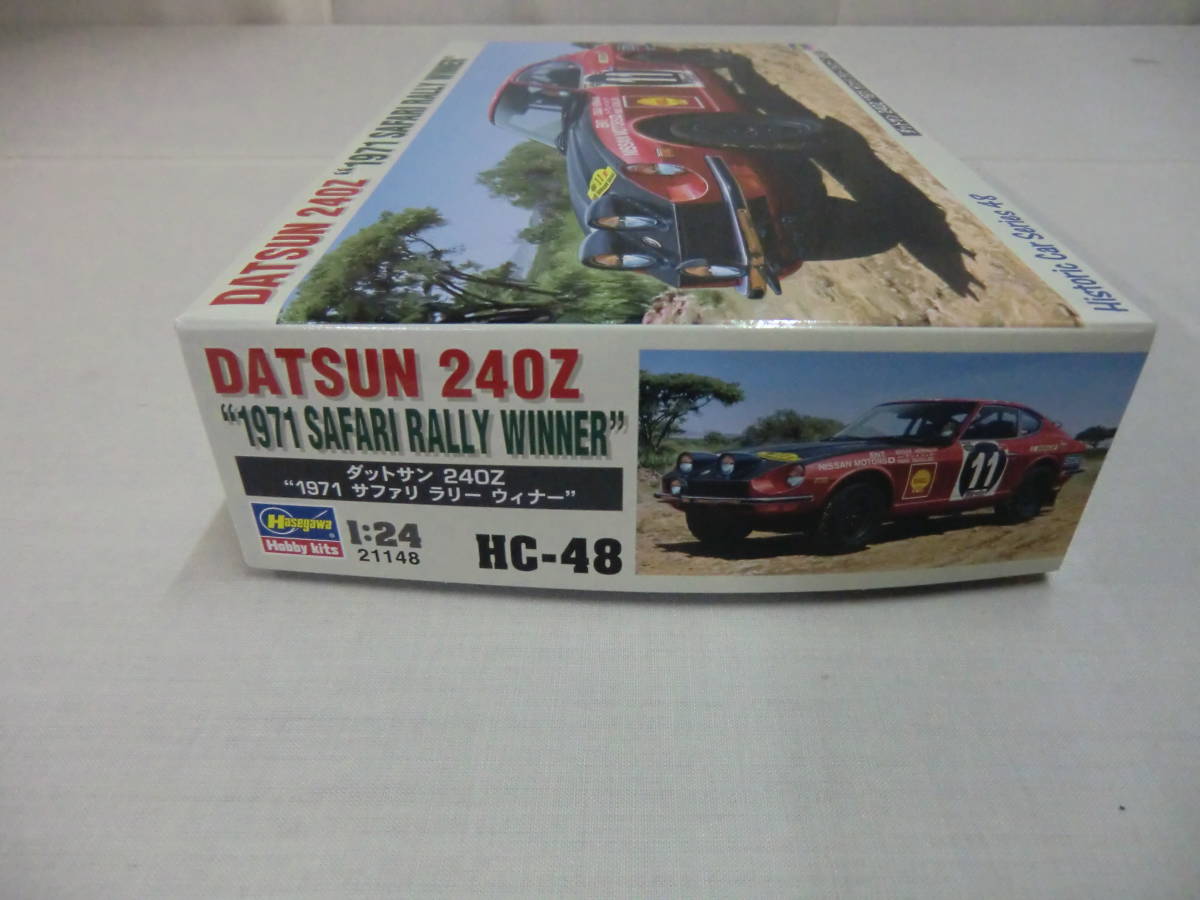 DATSUN 240Z "1971 SAFARI RALLY WINNER"
11
Historic Car Series 48
DATSUN 240Z
"1971 SAFARI RALLY WINNER"
ダットサン 240Z
"1971 サファリ ラリー ウィナー"
Hasegawa
Hobby kits
1:24
21148
HC-48
NISSAN MOTORS
11